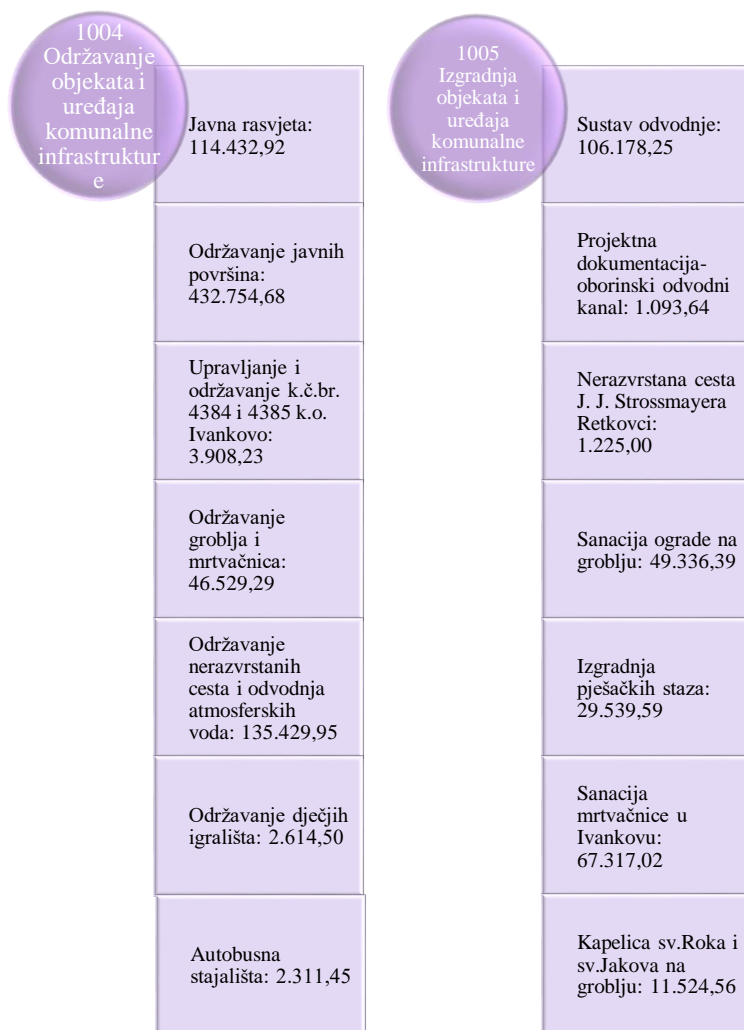 1004
Održavanje
objekata i
uređaja
komunalne
infrastruktur
e
Javna rasvjeta:
114.432,92
Održavanje javnih
površina:
432.754,68
Upravljanje i
održavanje k.č.br.
4384 i 4385 k.o.
Ivankovo:
3.908,23
Održavanje
groblja i
mrtvačnica:
46.529,29
Održavanje
nerazvrstanih
cesta i odvodnja
atmosferskih
voda: 135.429,95
Održavanje dječjih
igrališta: 2.614,50
Autobusna
stajališta: 2.311,45
1005
Izgradnja
objekata i
uređaja
komunalne
infrastrukture
Sustav odvodnje:
106.178,25
Projektna
dokumentacija-
oborinski odvodni
kanal: 1.093,64
Nerazvrstana cesta
J. J. Strossmayera
Retkovci:
1.225,00
Sanacija ograde na
groblju: 49.336,39
Izgradnja
pješačkih staza:
29.539,59
Sanacija
mrtvačnice u
Ivankovu:
67.317,02
Kapelica sv.Roka i
sv.Jakova na
groblju: 11.524,56